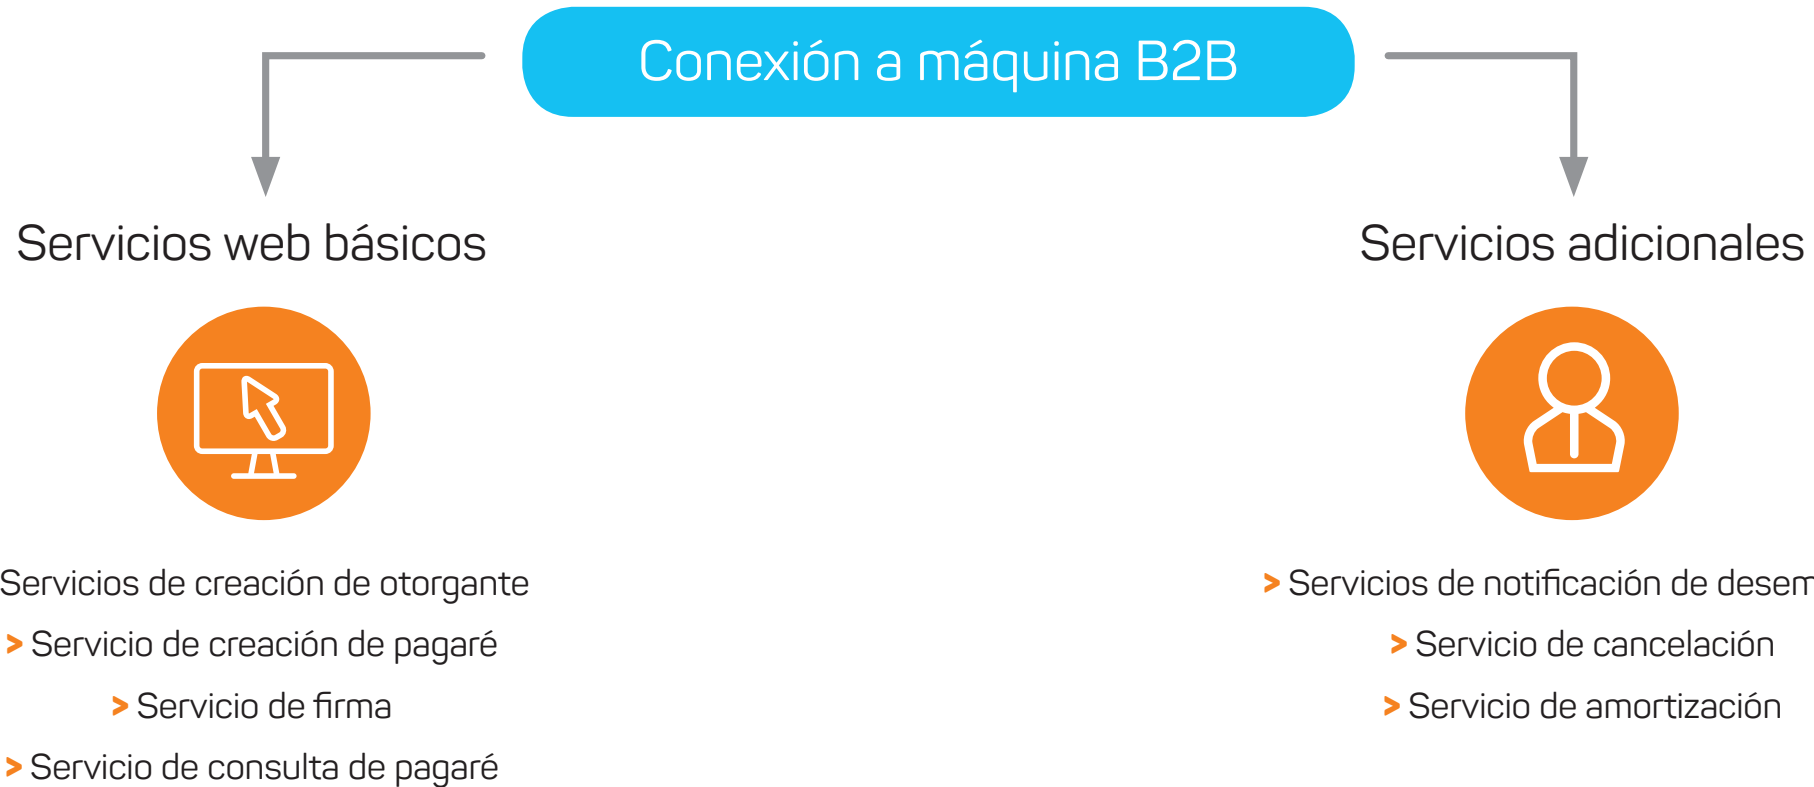 Conexión a máquina B2B
Servicios web básicos
Servicios de creación de otorgante
> Servicio de creación de pagaré
> Servicio de firma
> Servicio de consulta de pagaré
Servicios adicionales
> Servicios de notificación de
> Servicio de cancelación
> Servicio de amortización